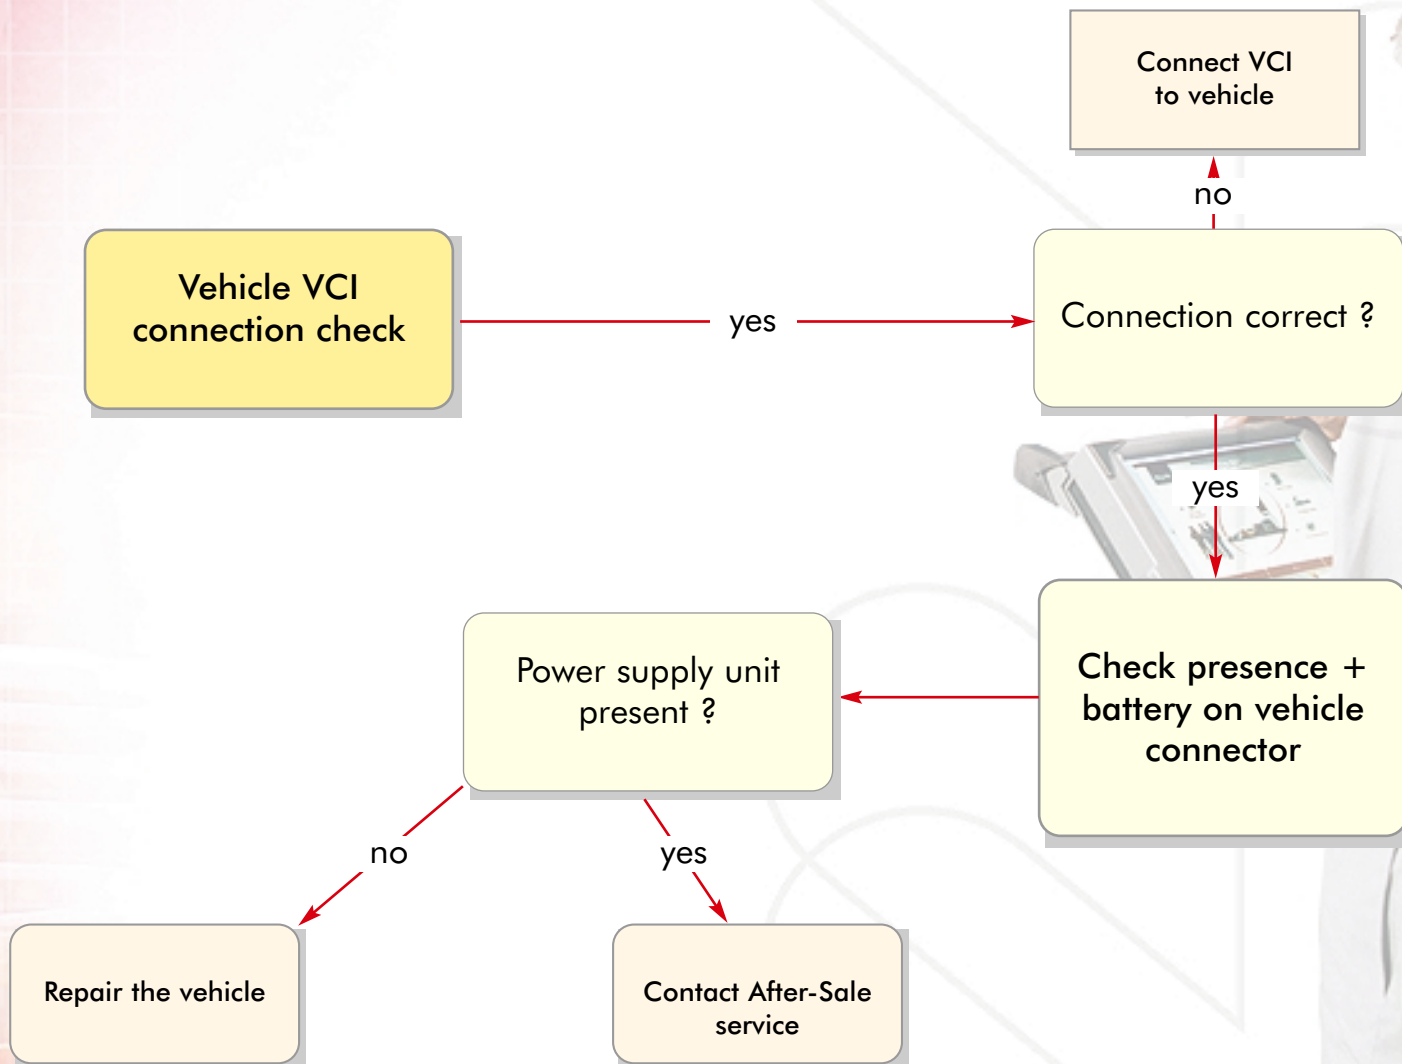 Connect VCI
to vehicle
no
Vehicle VCI
connection check
yes
Connection correct ?
yes
Power supply unit
present ?
Check presence +
battery on vehicle
connector
no
yes
Repair the vehicle
Contact After-Sale
service